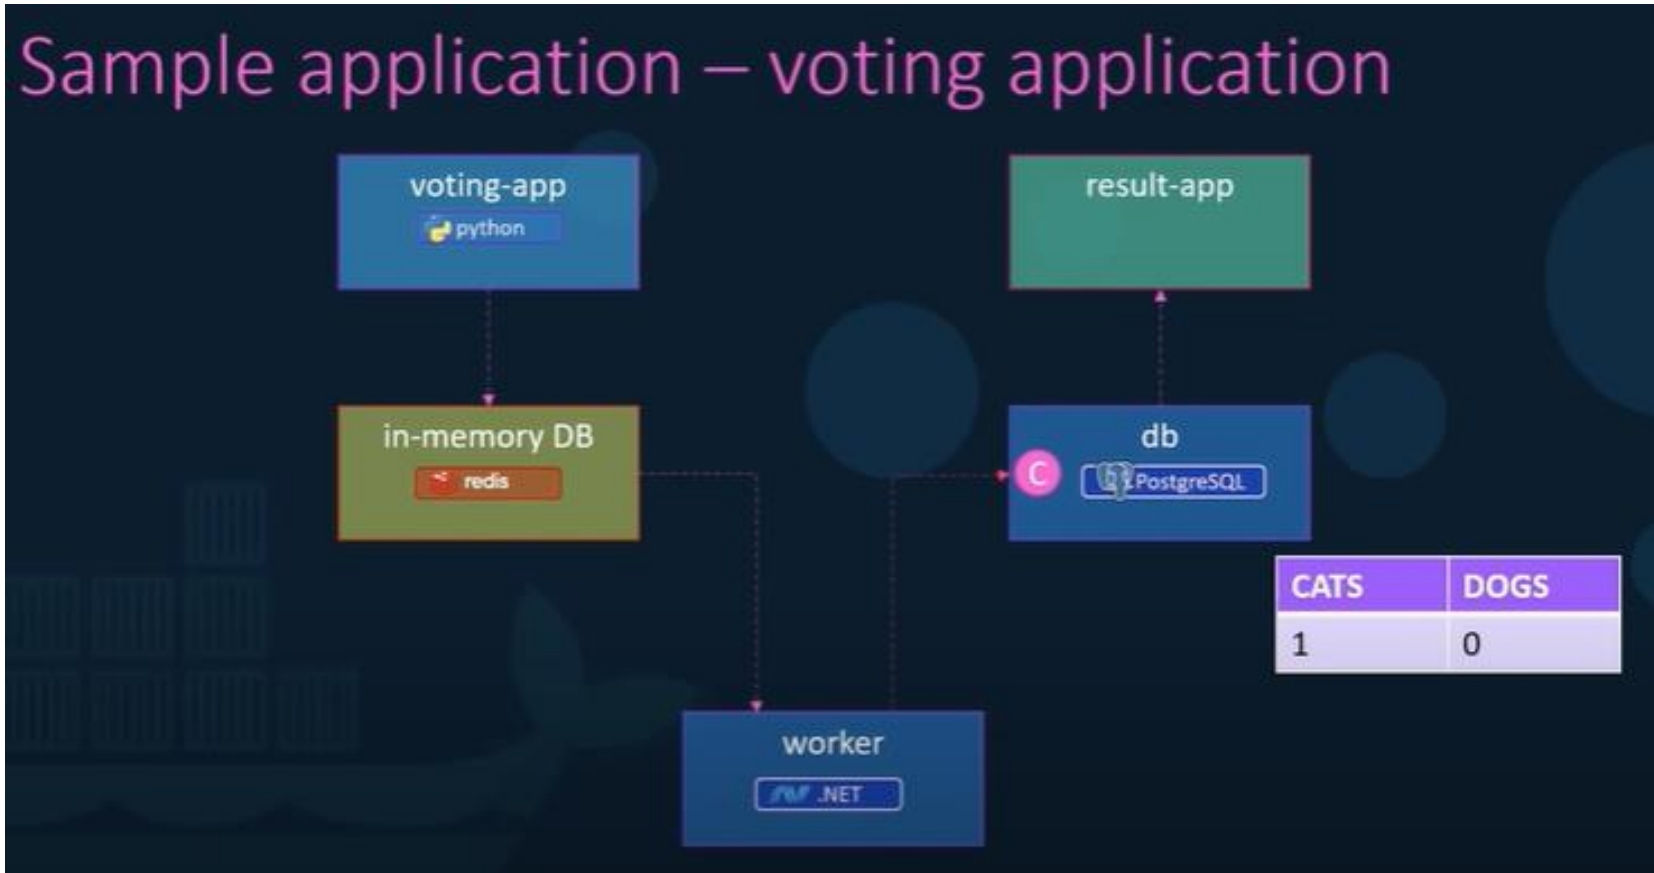 Sample application – voting application
voting-app
python
result-app
in-memory DB
redis
db
C
PostgreSQL
CATS DOGS
1 0
worker
.NET